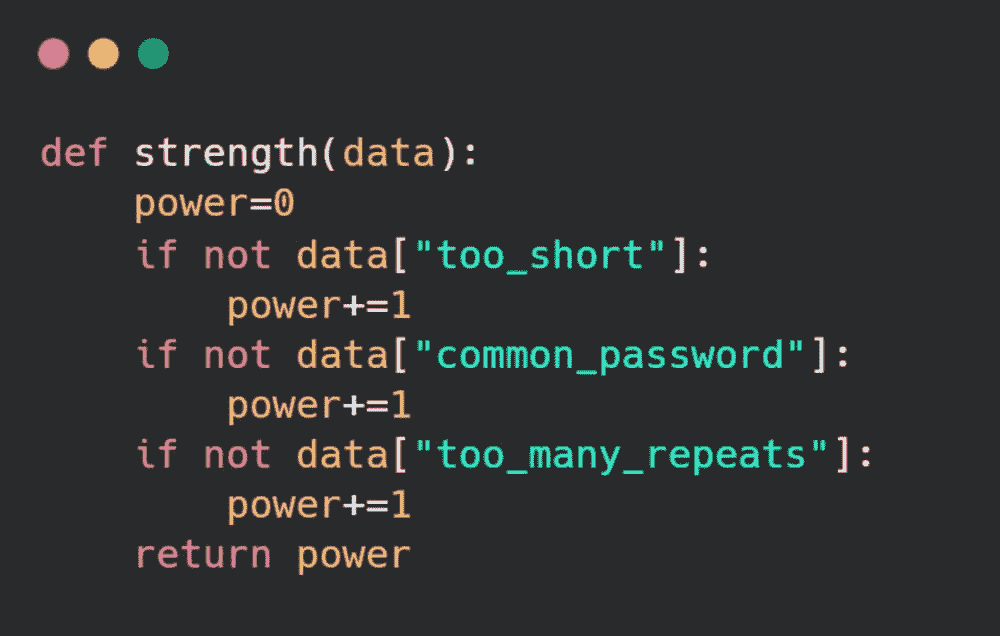 def strength(data):
    power=0
    if not data["too_short"]:
        power+=1
    if not data["common_password"]:
        power+=1
    if not data["too_many_repeats"]:
        power+=1
    return power